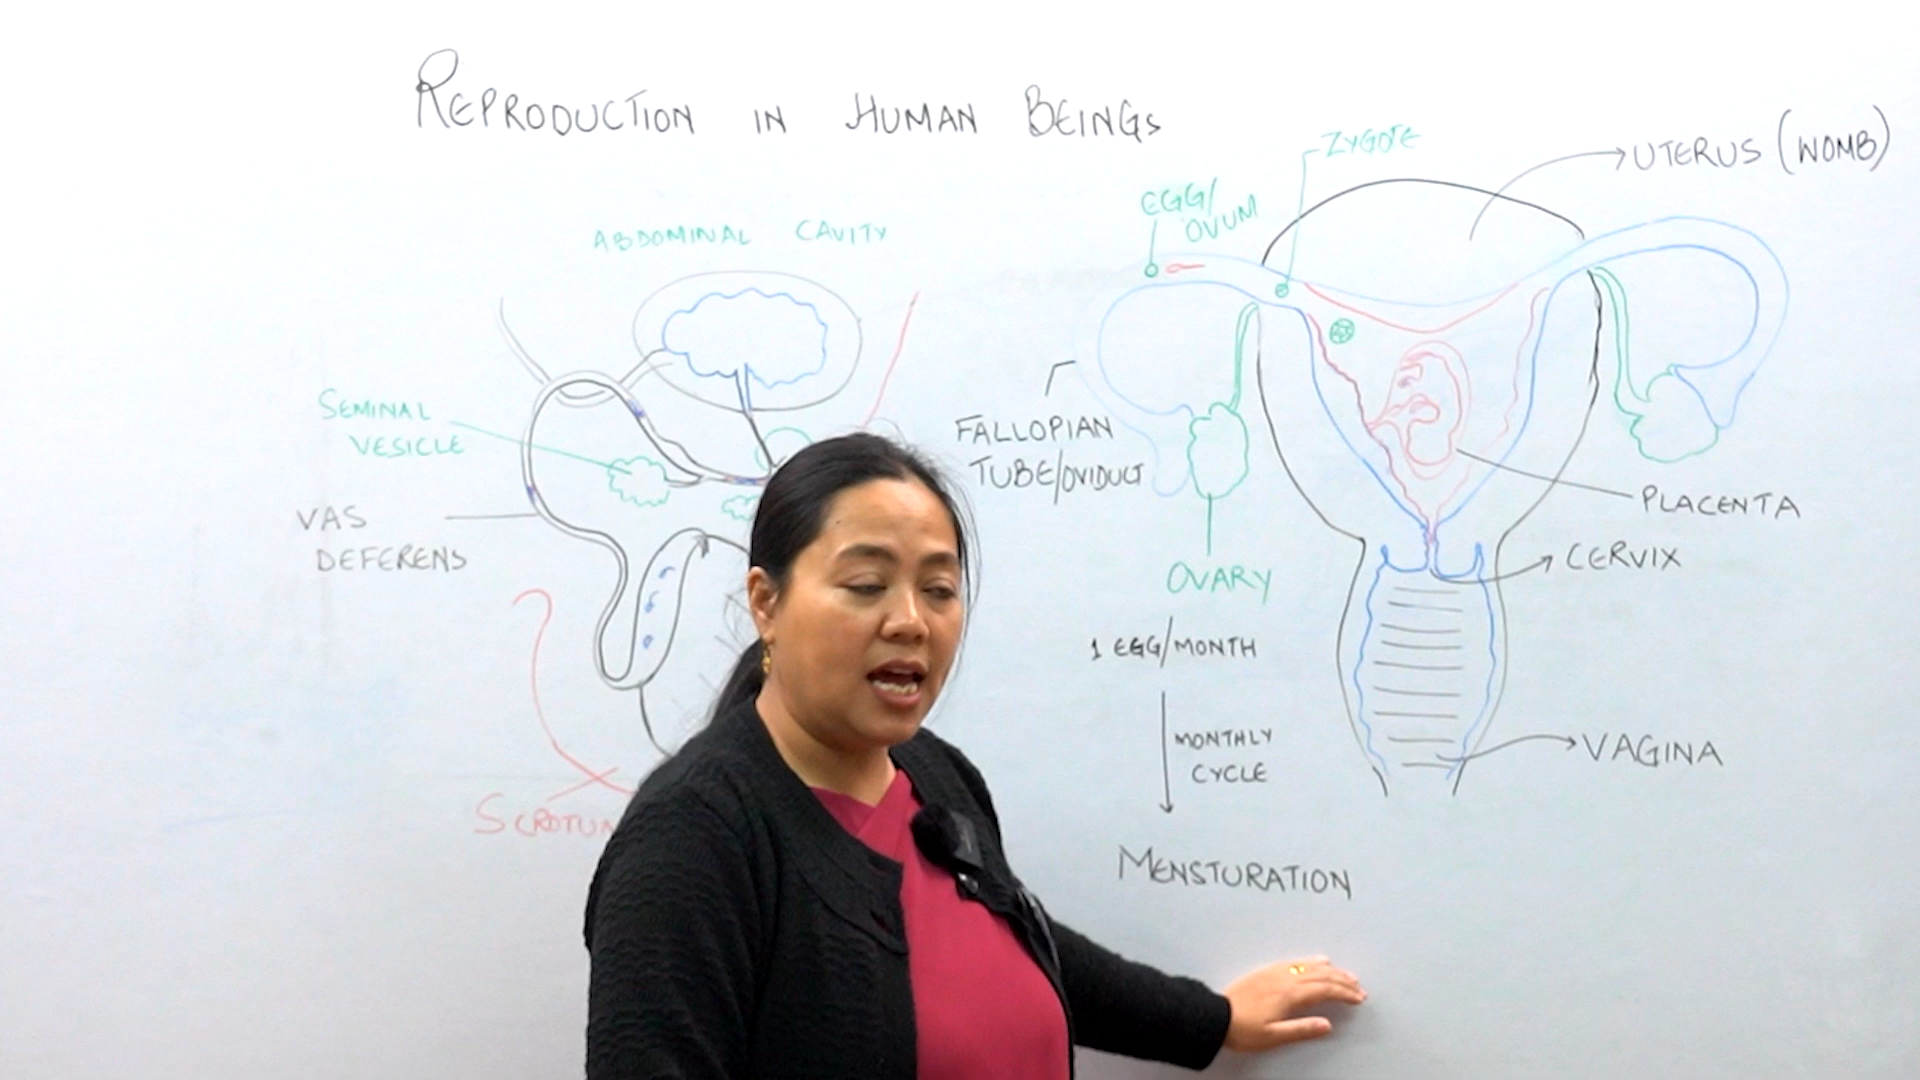 REPRODUCTION IN HUMAN BEINGS
ABDOMINAL CAVITY
SEMINAL
VESICLE
VAS
DEFERENS
SCROTUM
EGG/
OVUM
ZYGOTE
UTERUS (WOMB)
FALLOPIAN
TUBE/OVIDUCT
OVARY
PLACENTA
CERVIX
VAGINA
1 EGG/MONTH
MONTHLY
CYCLE
MENSTURATION